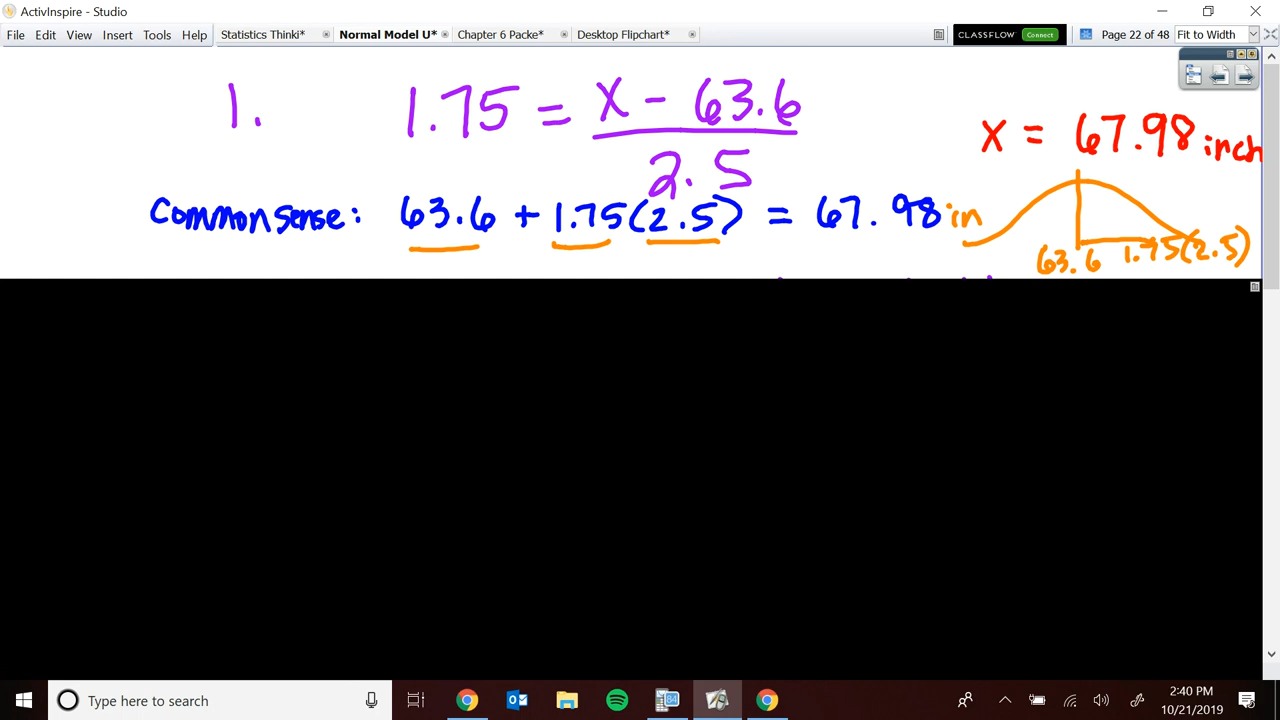 ActivInspire - Studio
File Edit View Insert Tools Help Statistics Thinki* Normal Model U* Chapter 6 Packe* Desktop Flipchart* CLASSFLOW Connect Page 22 of 48 Fit to Width
1. 1.75 = x - 63.6
2.5
x = 67.98 inch
Common sense: 63.6 + 1.75(2.5) = 67.98 in
63.6 1.75(2.5)
Type here to search
2:40 PM
10/21/2019